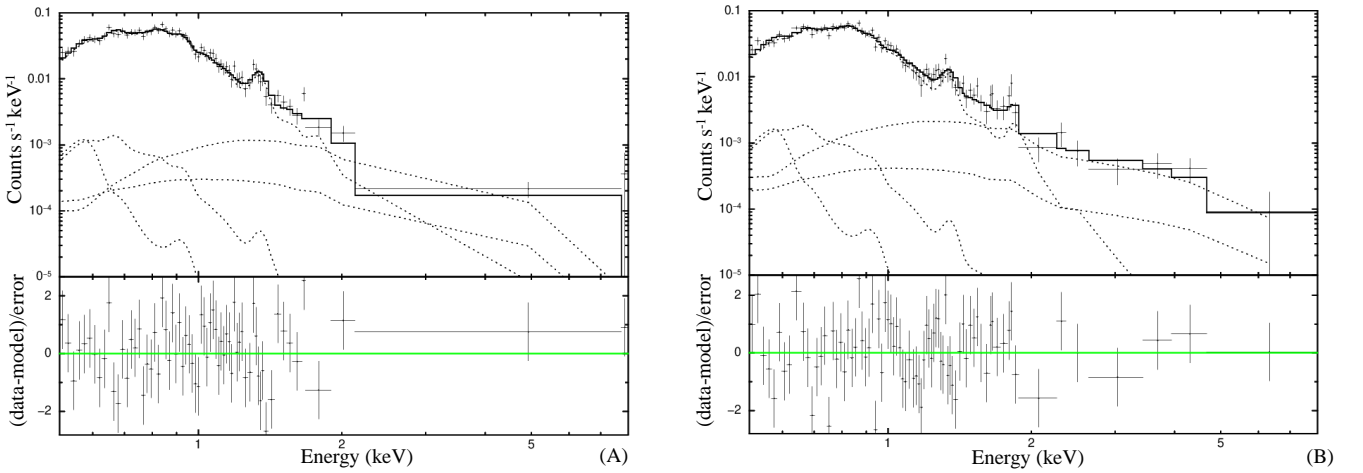 0.1
0.01
10⁻³
10⁻⁴
0⁻⁵
Counts s⁻¹ keV⁻¹
2
0
−2
(data-model)/error
1 2 5
Energy (keV)
(A)
0.1
0.01
10⁻³
10⁻⁴
10⁻⁵
Counts s⁻¹ keV⁻¹
2
0
−2
(data-model)/error
1 2 5
Energy (keV)
(B)